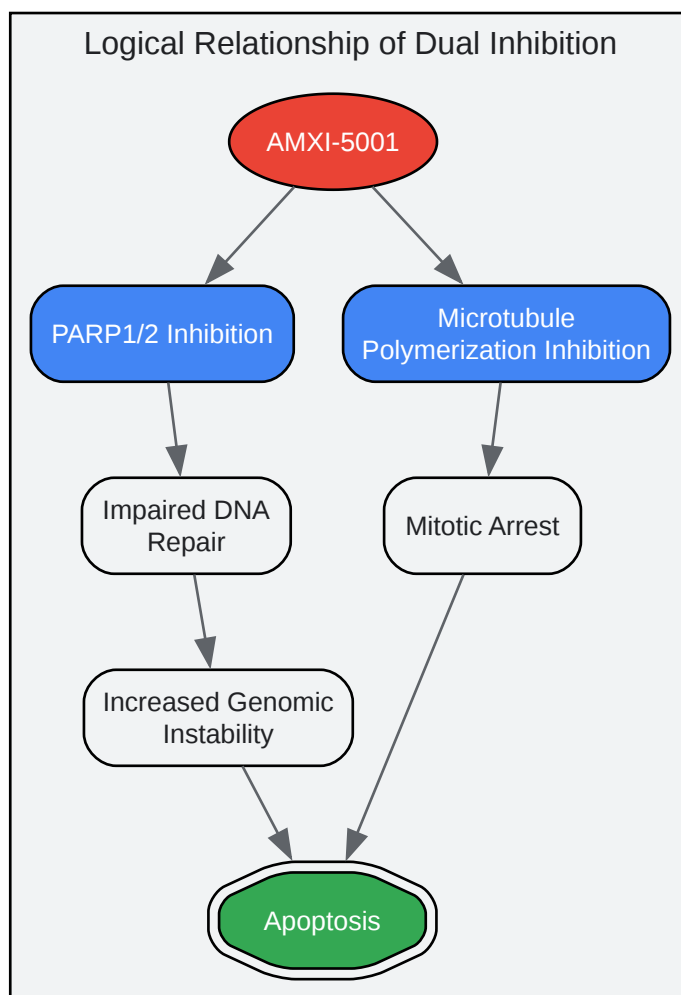 Logical Relationship of Dual Inhibition
AMXI-5001
PARP1/2 Inhibition
Microtubule
Polymerization Inhibition
Impaired DNA
Repair
Mitotic Arrest
Increased Genomic
Instability
Apoptosis